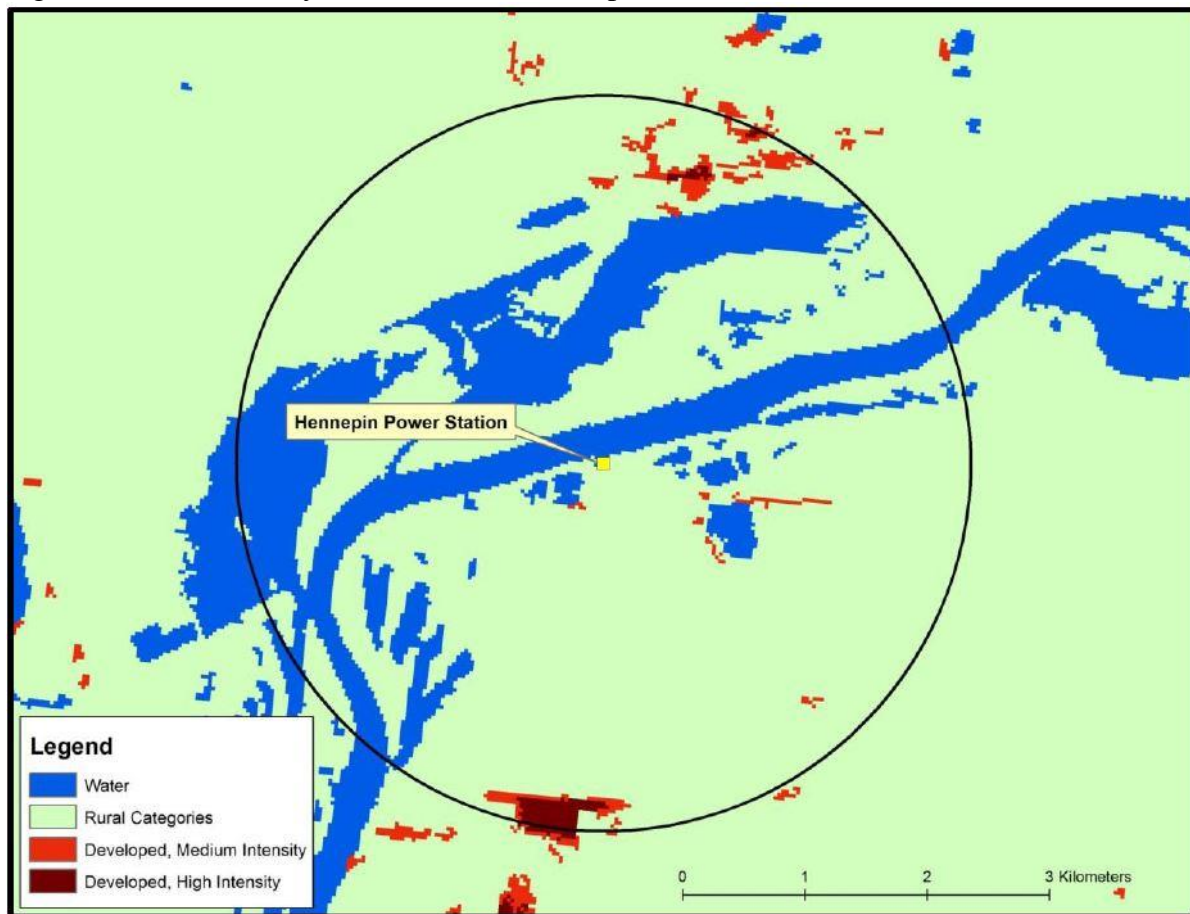 Hennepin Power Station
Legend
Water
Rural Categories
Developed, Medium Intensity
Developed, High Intensity
0 1 2 3 Kilometers